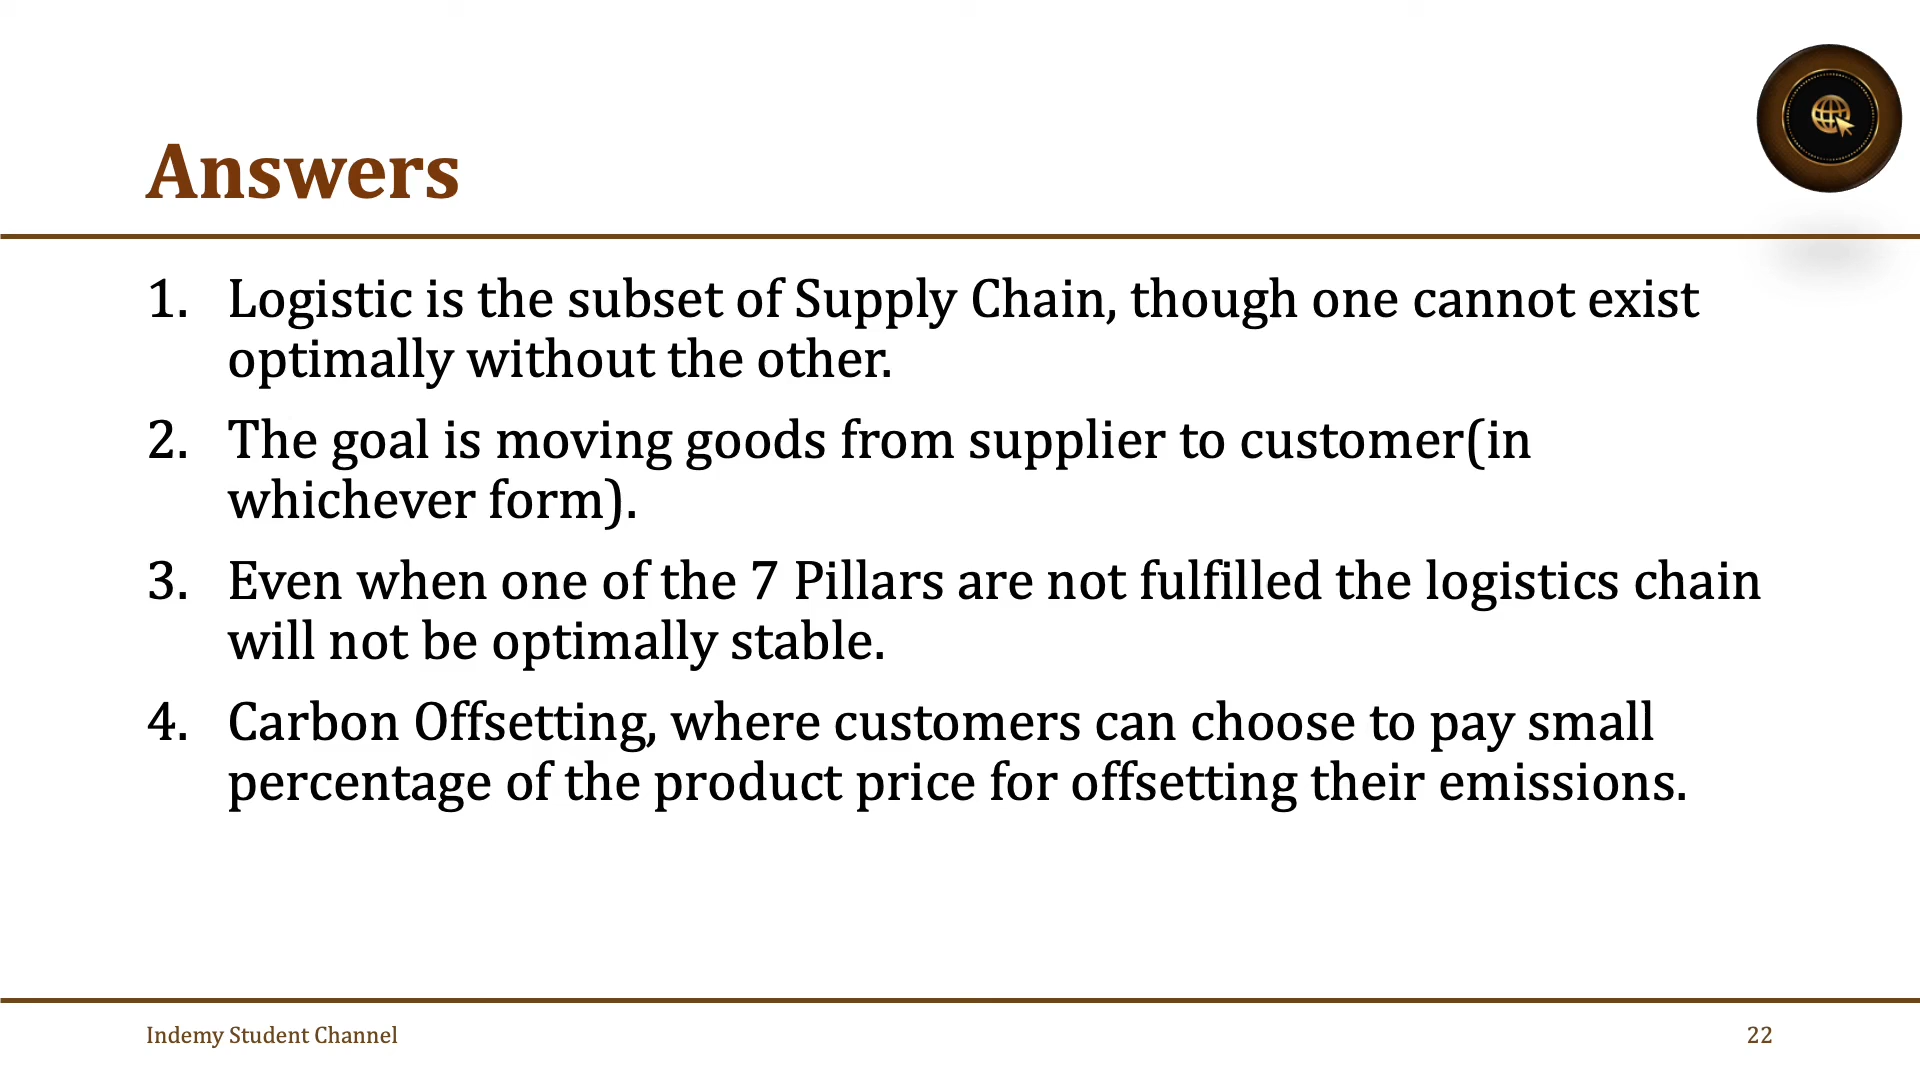 Answers
1. Logistic is the subset of Supply Chain, though one cannot exist
optimally without the other.
2. The goal is moving goods from supplier to customer(in
whichever form).
3. Even when one of the 7 Pillars are not fulfilled the logistics chain
will not be optimally stable.
4. Carbon Offsetting, where customers can choose to pay small
percentage of the product price for offsetting their emissions.
Indemy Student Channel
22